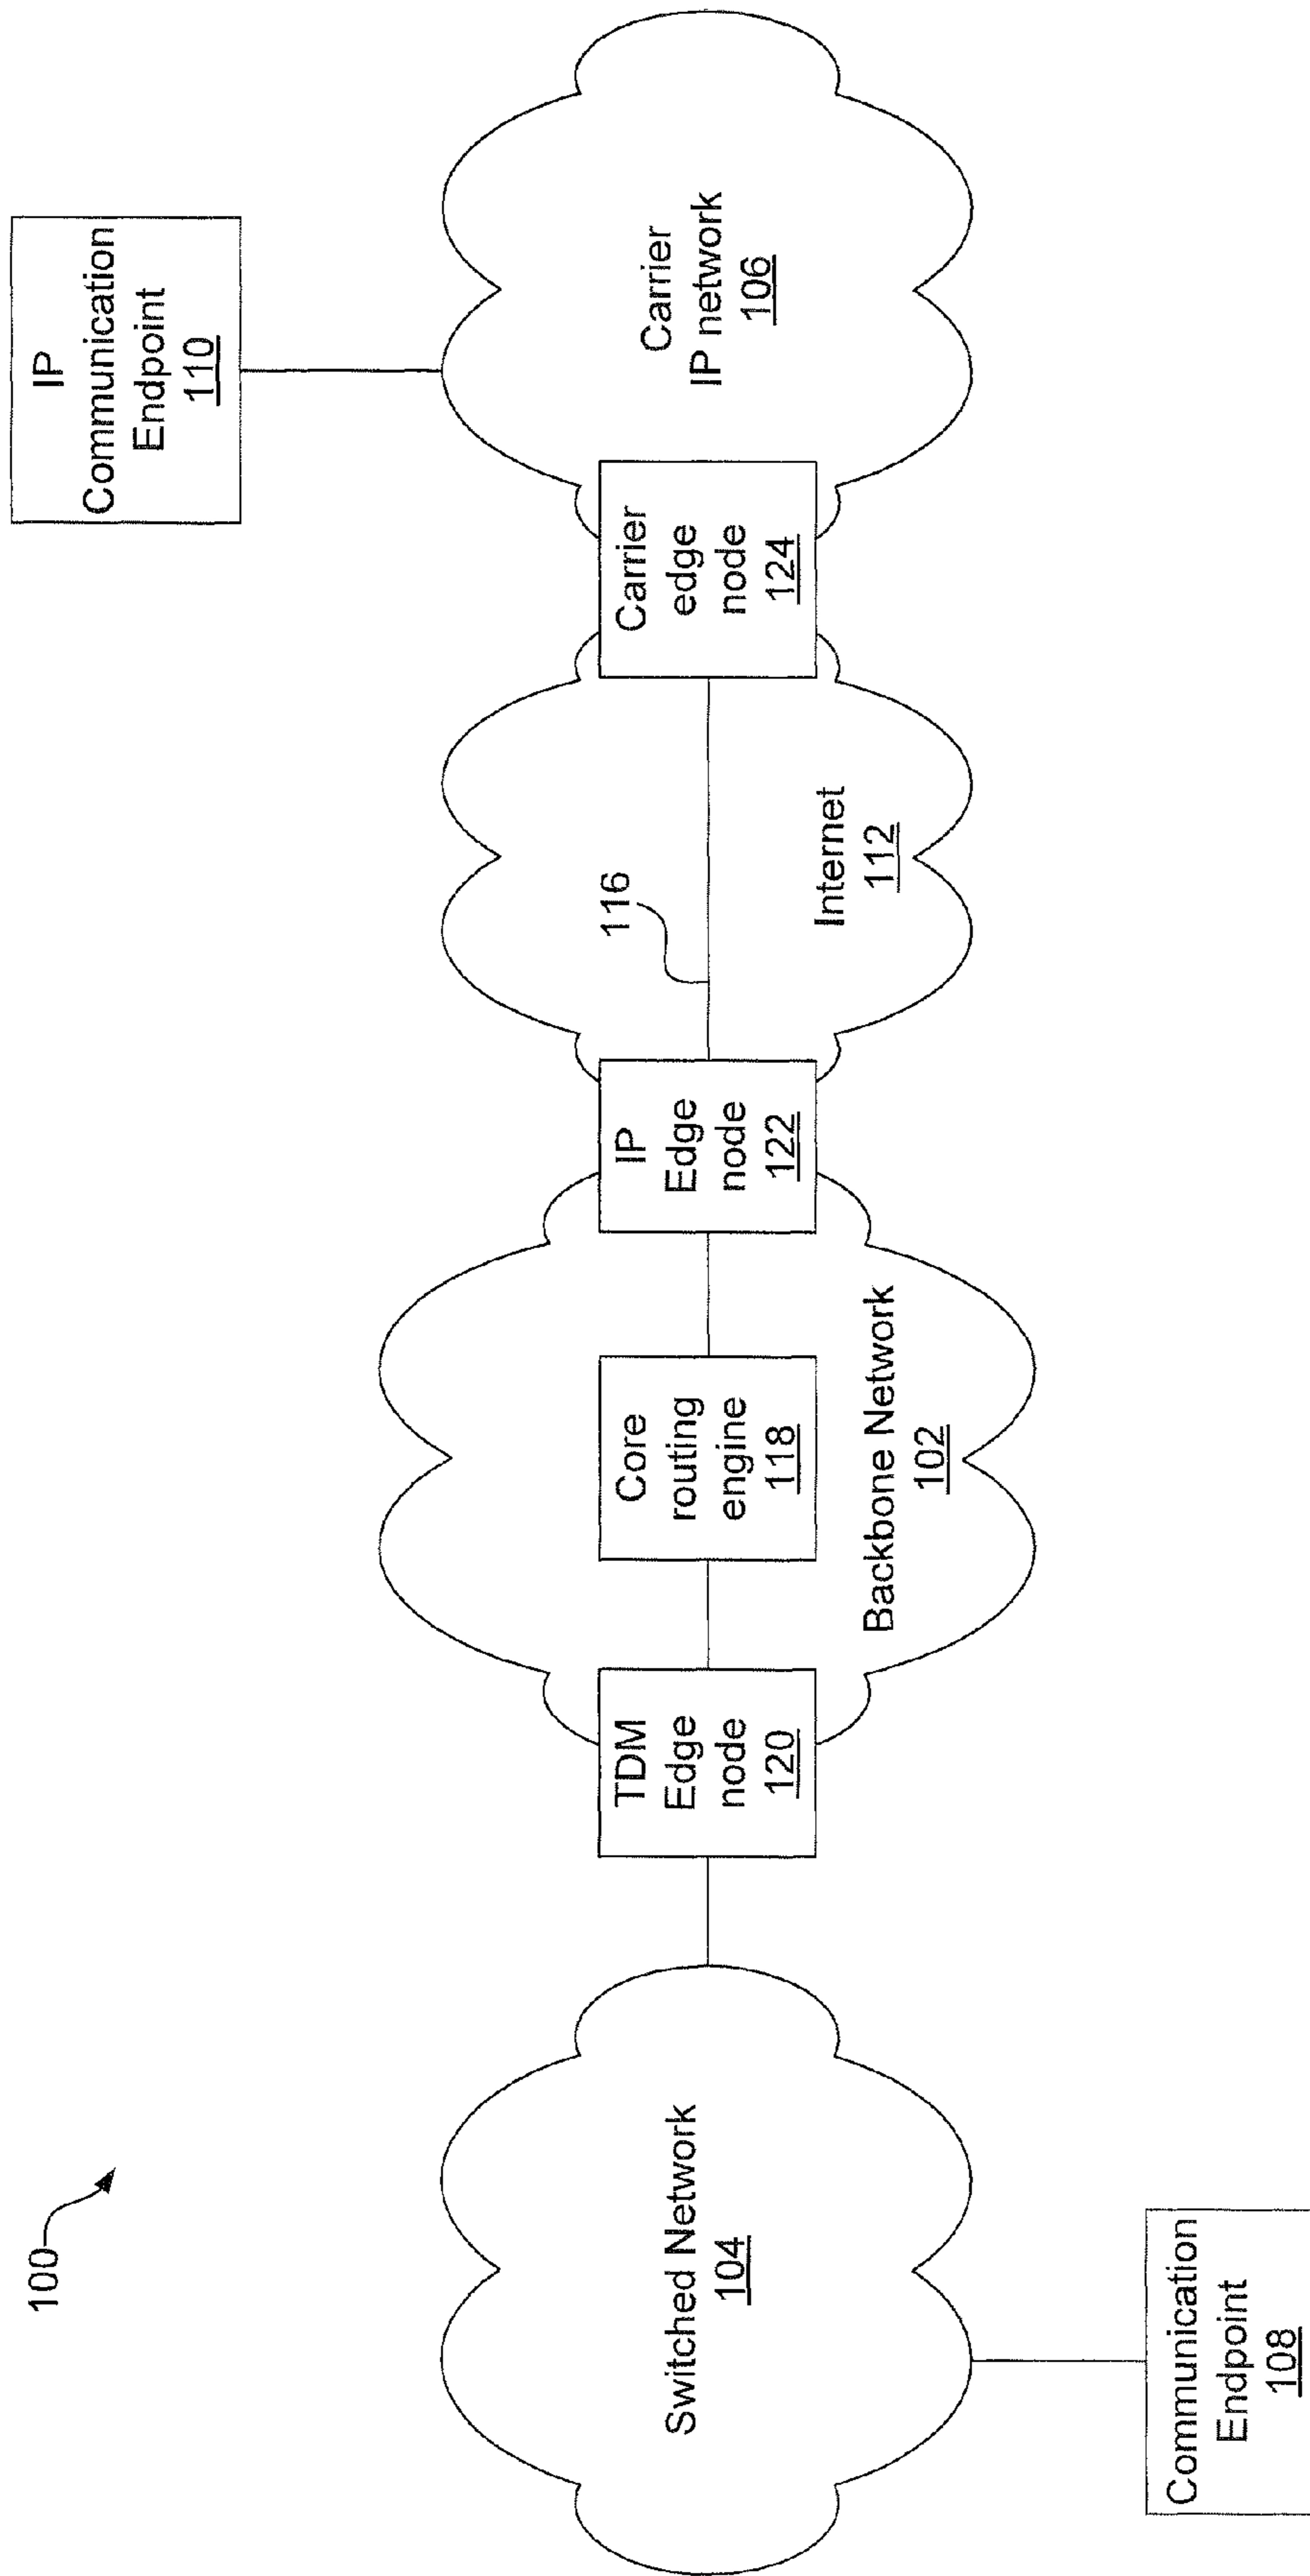 100
Switched Network
104
Communication
Endpoint
108
TDM
Edge
node
120
Core
routing
engine
118
Backbone Network
102
IP
Edge
node
122
116
Internet
112
Carrier
edge
node
124
Carrier
IP network
106
IP
Communication
Endpoint
110